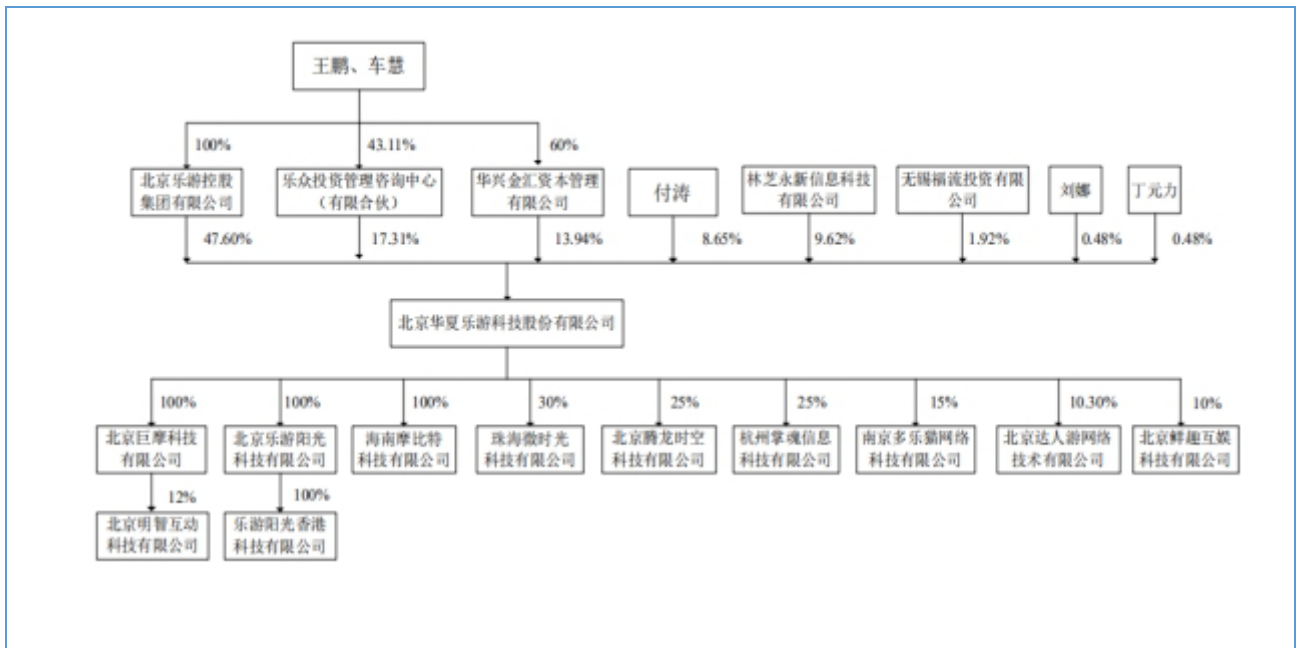 王鹏、车慧
100%
43.11%
60%
北京乐游控股
集团有限公司
乐众投资管理咨询中心
（有限合伙）
华兴金汇资本管理
有限公司
付涛
林芝永新信息科技
有限公司
无锡福流投资有限
公司
刘娜
丁元力
47.60%
17.31%
13.94%
8.65%
9.62%
1.92%
0.48%
0.48%
北京华夏乐游科技股份有限公司
100%
100%
100%
30%
25%
25%
15%
10.30%
10%
北京巨摩科技
有限公司
北京乐游阳光
科技有限公司
海南摩比特
科技有限公司
珠海微时光
科技有限公司
北京腾龙时空
科技有限公司
杭州掌魂信息
科技有限公司
南京多乐猫网络
科技有限公司
北京达人游网络
技术有限公司
北京鲜趣互娱
科技有限公司
12%
100%
北京明智互动
科技有限公司
乐游阳光香港
科技有限公司